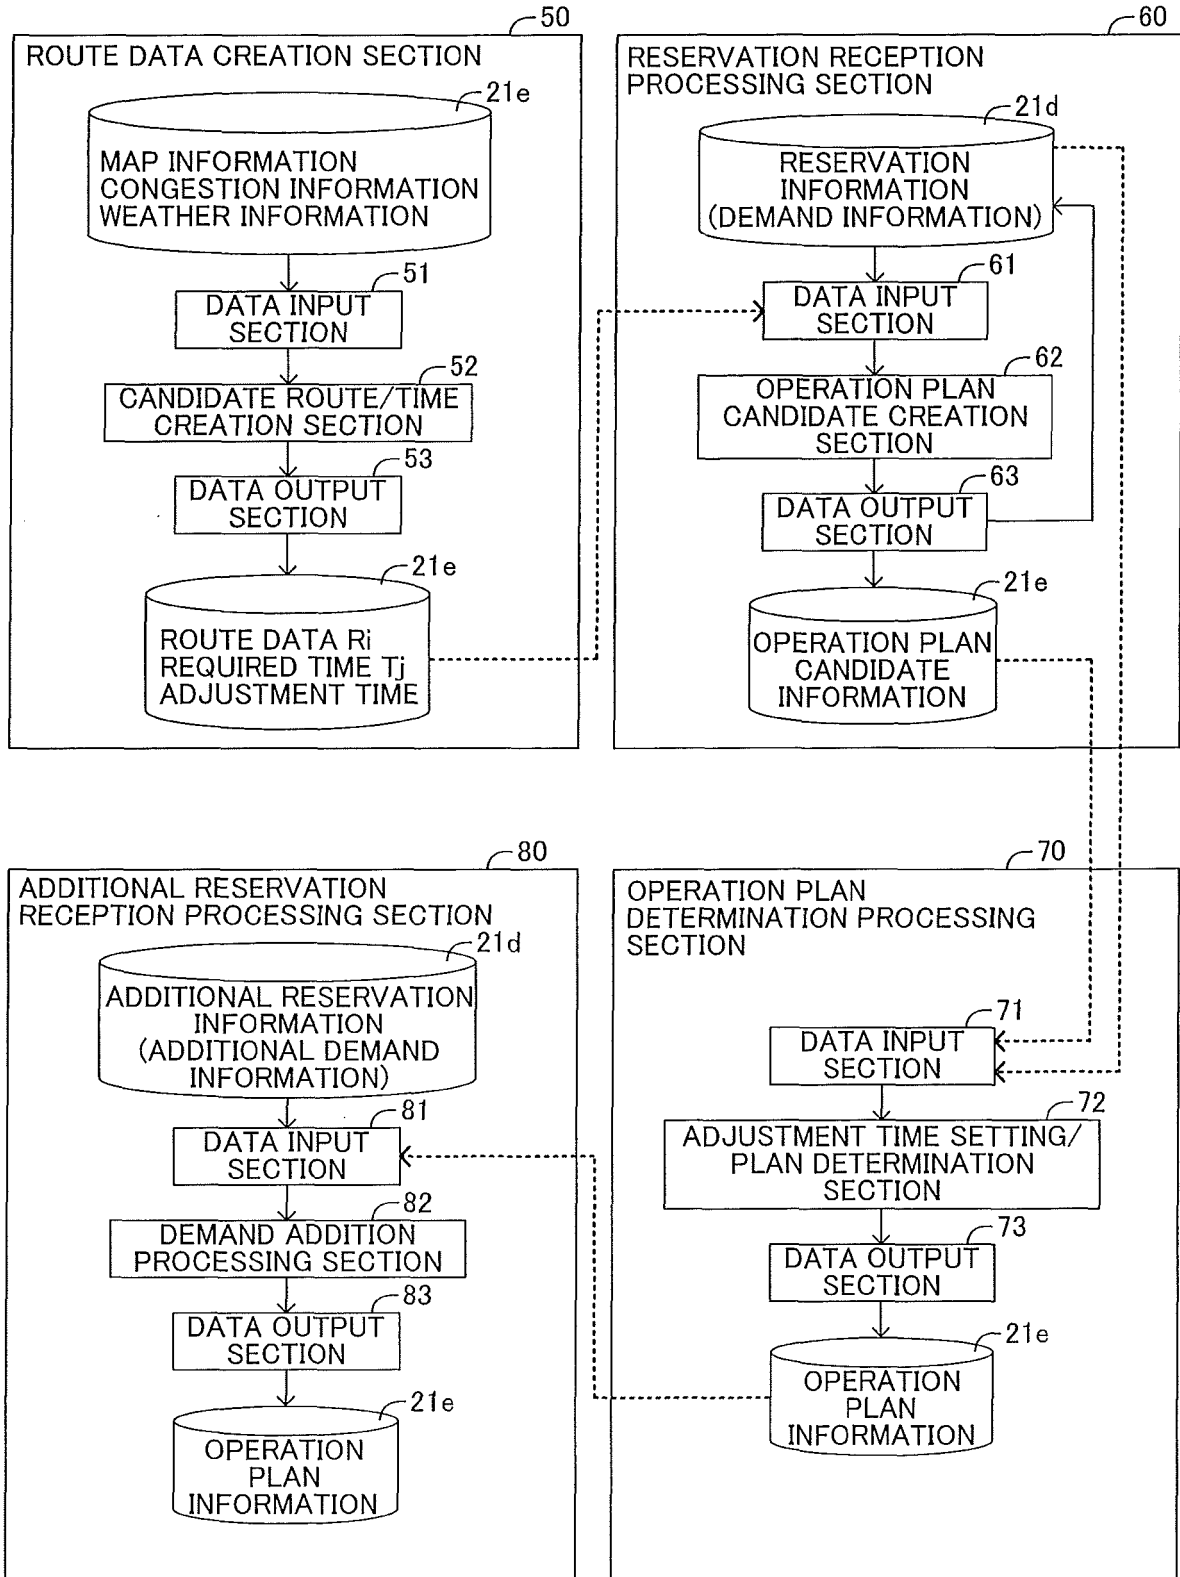 50
ROUTE DATA CREATION SECTION
21e
MAP INFORMATION
CONGESTION INFORMATION
WEATHER INFORMATION
51
DATA INPUT
SECTION
52
CANDIDATE ROUTE/TIME
CREATION SECTION
53
DATA OUTPUT
SECTION
21e
ROUTE DATA Ri
REQUIRED TIME Tj
ADJUSTMENT TIME
60
RESERVATION RECEPTION
PROCESSING SECTION
21d
RESERVATION
INFORMATION
(DEMAND INFORMATION)
61
DATA INPUT
SECTION
62
OPERATION PLAN
CANDIDATE CREATION
SECTION
63
DATA OUTPUT
SECTION
21e
OPERATION PLAN
CANDIDATE
INFORMATION
80
ADDITIONAL RESERVATION
RECEPTION PROCESSING SECTION
21d
ADDITIONAL RESERVATION
INFORMATION
(ADDITIONAL DEMAND
INFORMATION)
81
DATA INPUT
SECTION
82
DEMAND ADDITION
PROCESSING SECTION
83
DATA OUTPUT
SECTION
21e
OPERATION
PLAN
INFORMATION
70
OPERATION PLAN
DETERMINATION PROCESSING
SECTION
71
DATA INPUT
SECTION
72
ADJUSTMENT TIME SETTING/
PLAN DETERMINATION
SECTION
73
DATA OUTPUT
SECTION
21e
OPERATION
PLAN
INFORMATION